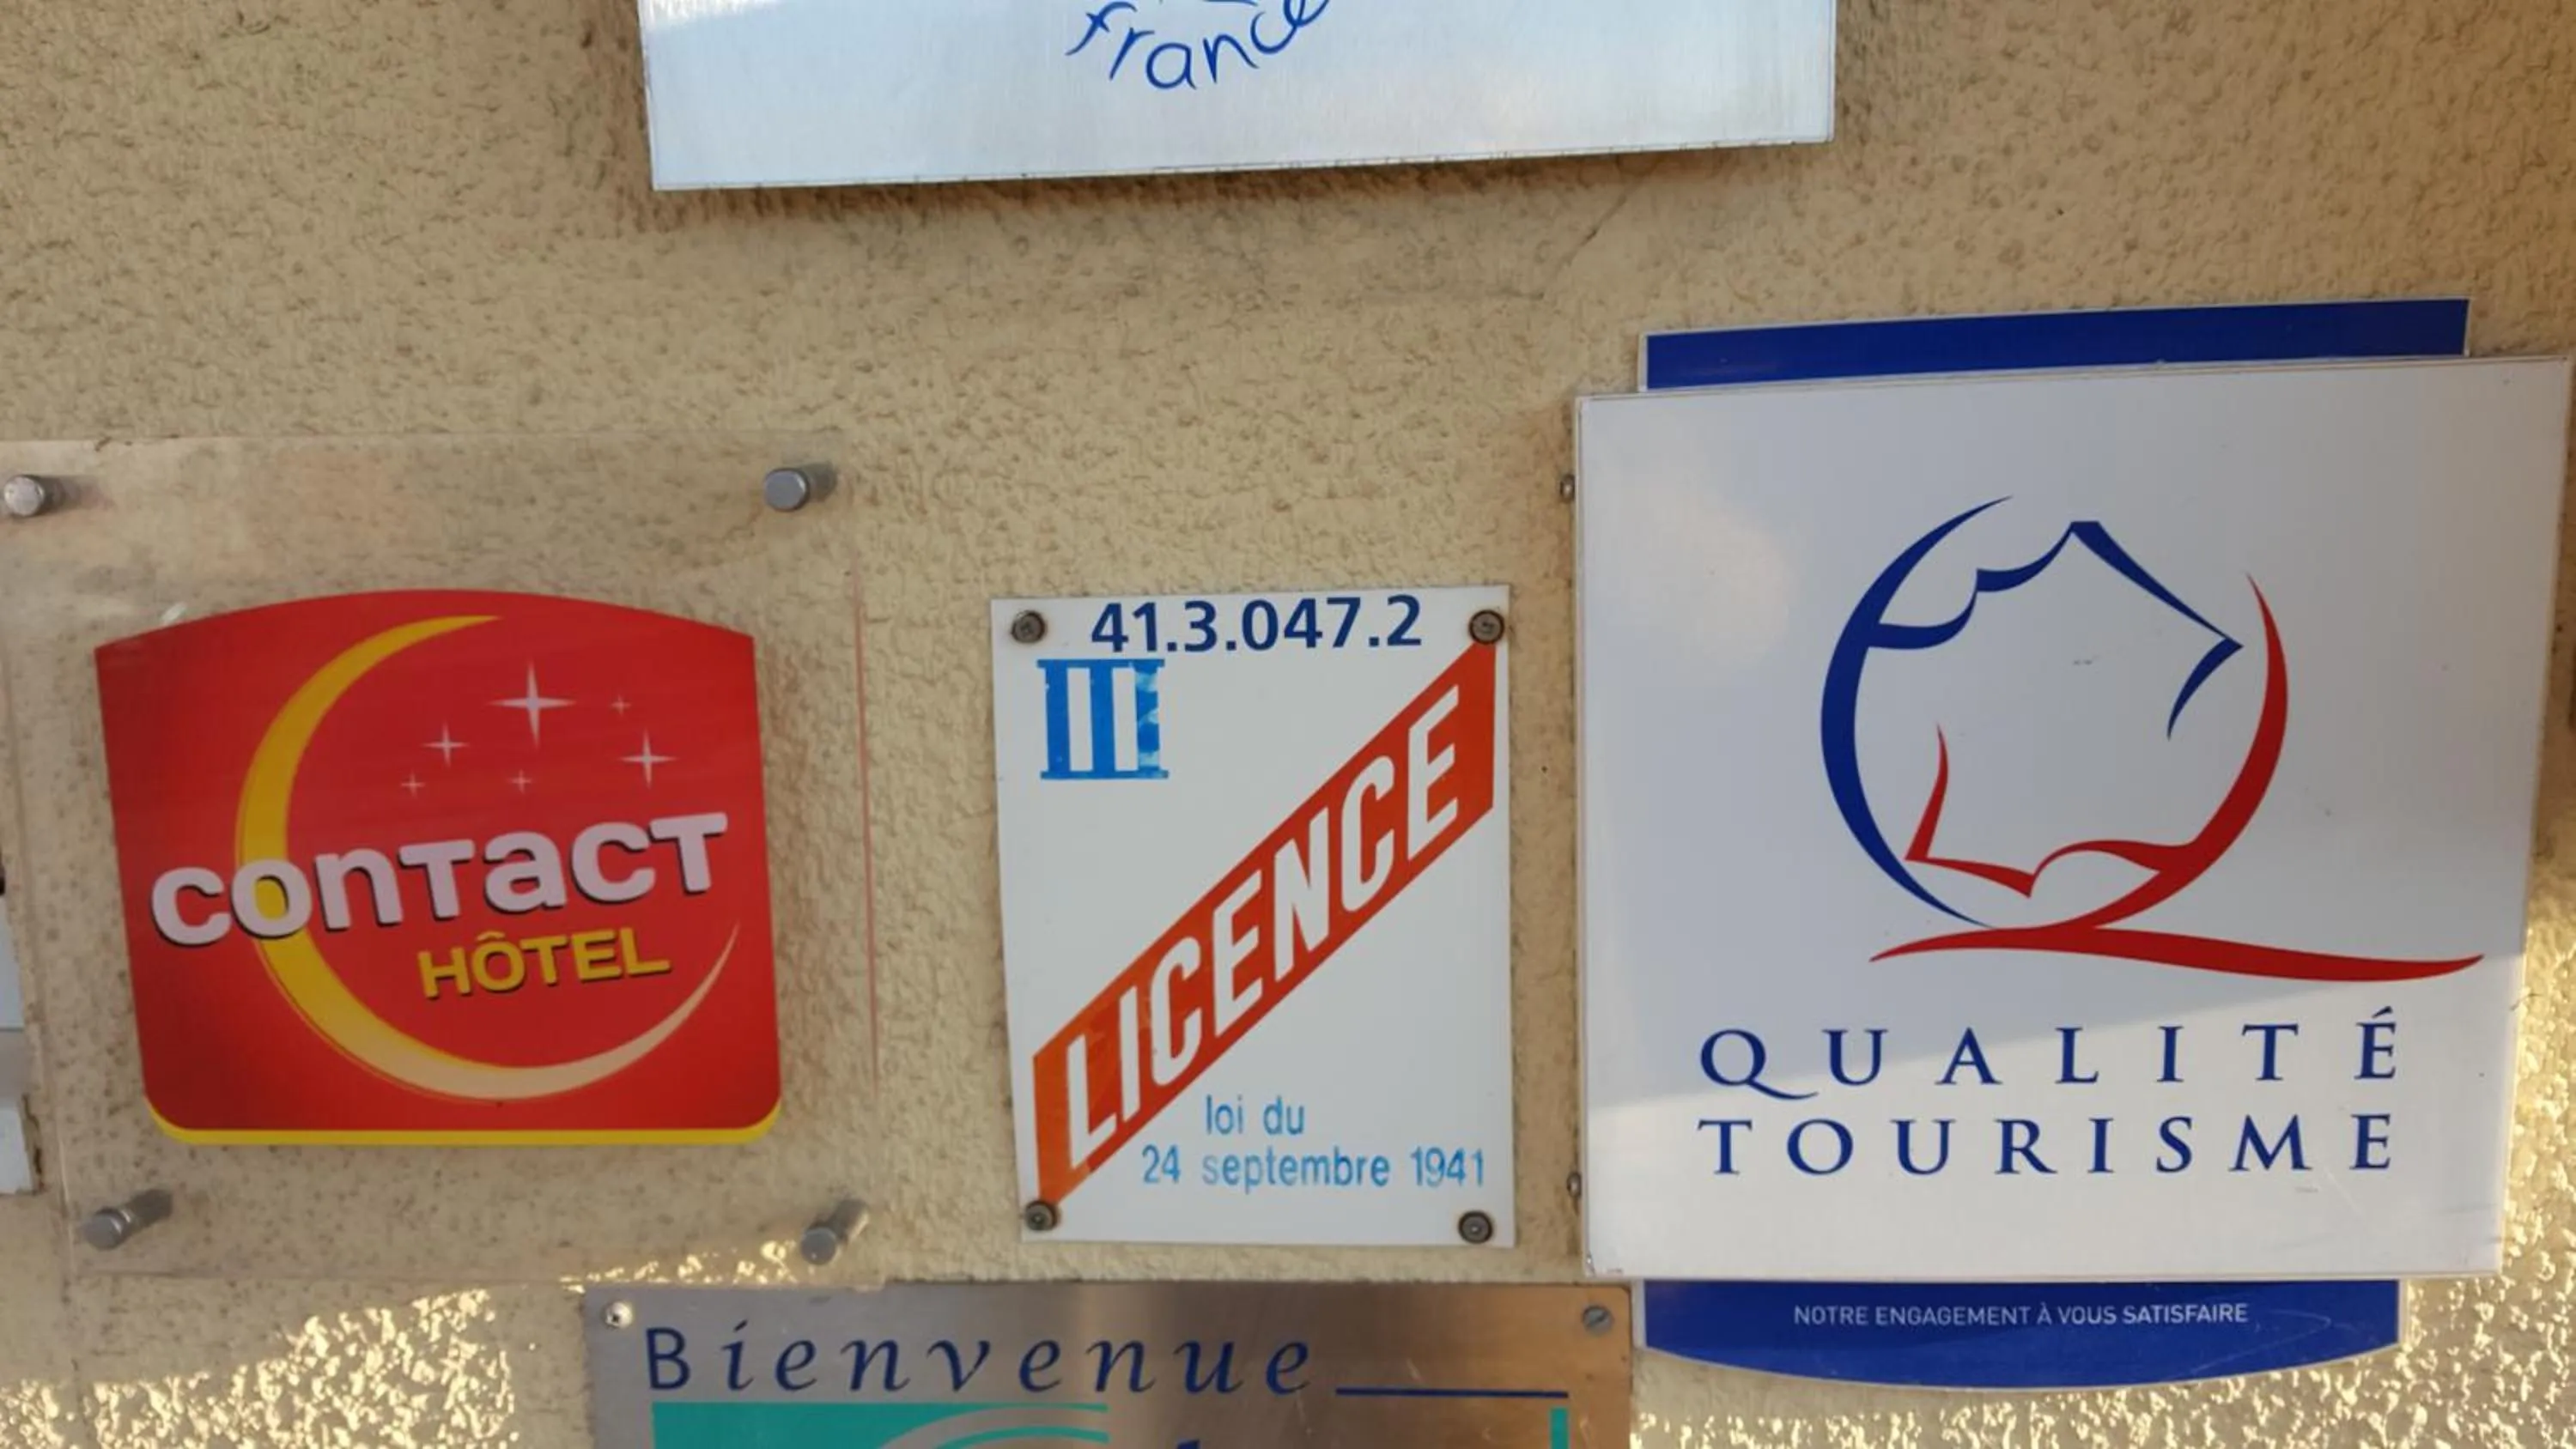 france
contact
HÔTEL
41.3.047.2
III
LICENCE
loi du
24 septembre 1941
QUALITÉ
TOURISME
NOTRE ENGAGEMENT À VOUS SATISFAIRE
Bienvenue